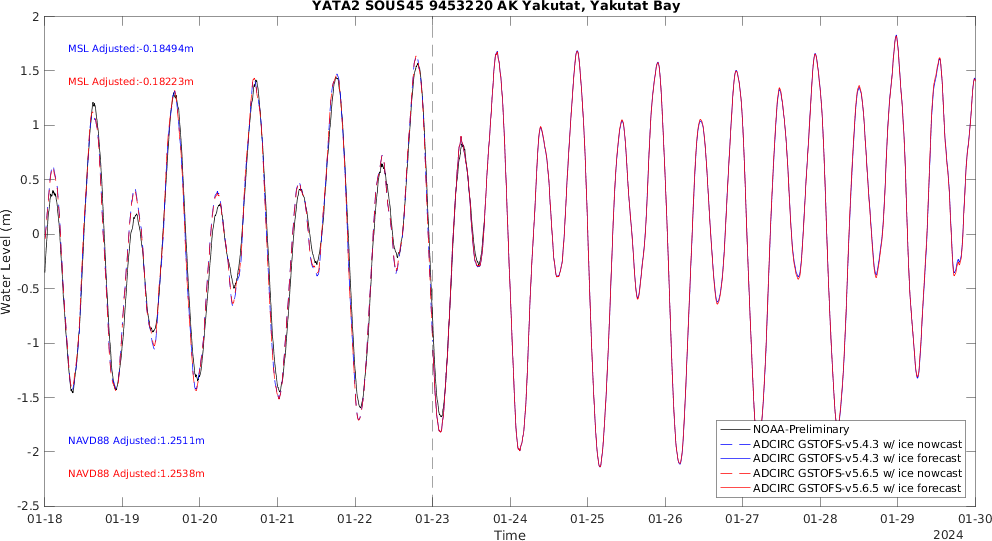 YATA2 SOUS45 9453220 AK Yakutat, Yakutat Bay
2
1.5
1
0.5
0
-0.5
-1
-1.5
-2
-2.5
Water Level (m)
MSL Adjusted:-0.18494m
MSL Adjusted:-0.18223m
NAVD88 Adjusted:1.2511m
NAVD88 Adjusted:1.2538m
NOAA-Preliminary
ADCIRC GSTOFS-v5.4.3 w/ ice nowcast
ADCIRC GSTOFS-v5.4.3 w/ ice forecast
ADCIRC GSTOFS-v5.6.5 w/ ice nowcast
ADCIRC GSTOFS-v5.6.5 w/ ice forecast
01-18 01-19 01-20 01-21 01-22 01-23 01-24 01-25 01-26 01-27 01-28 01-29 01-30
Time
2024